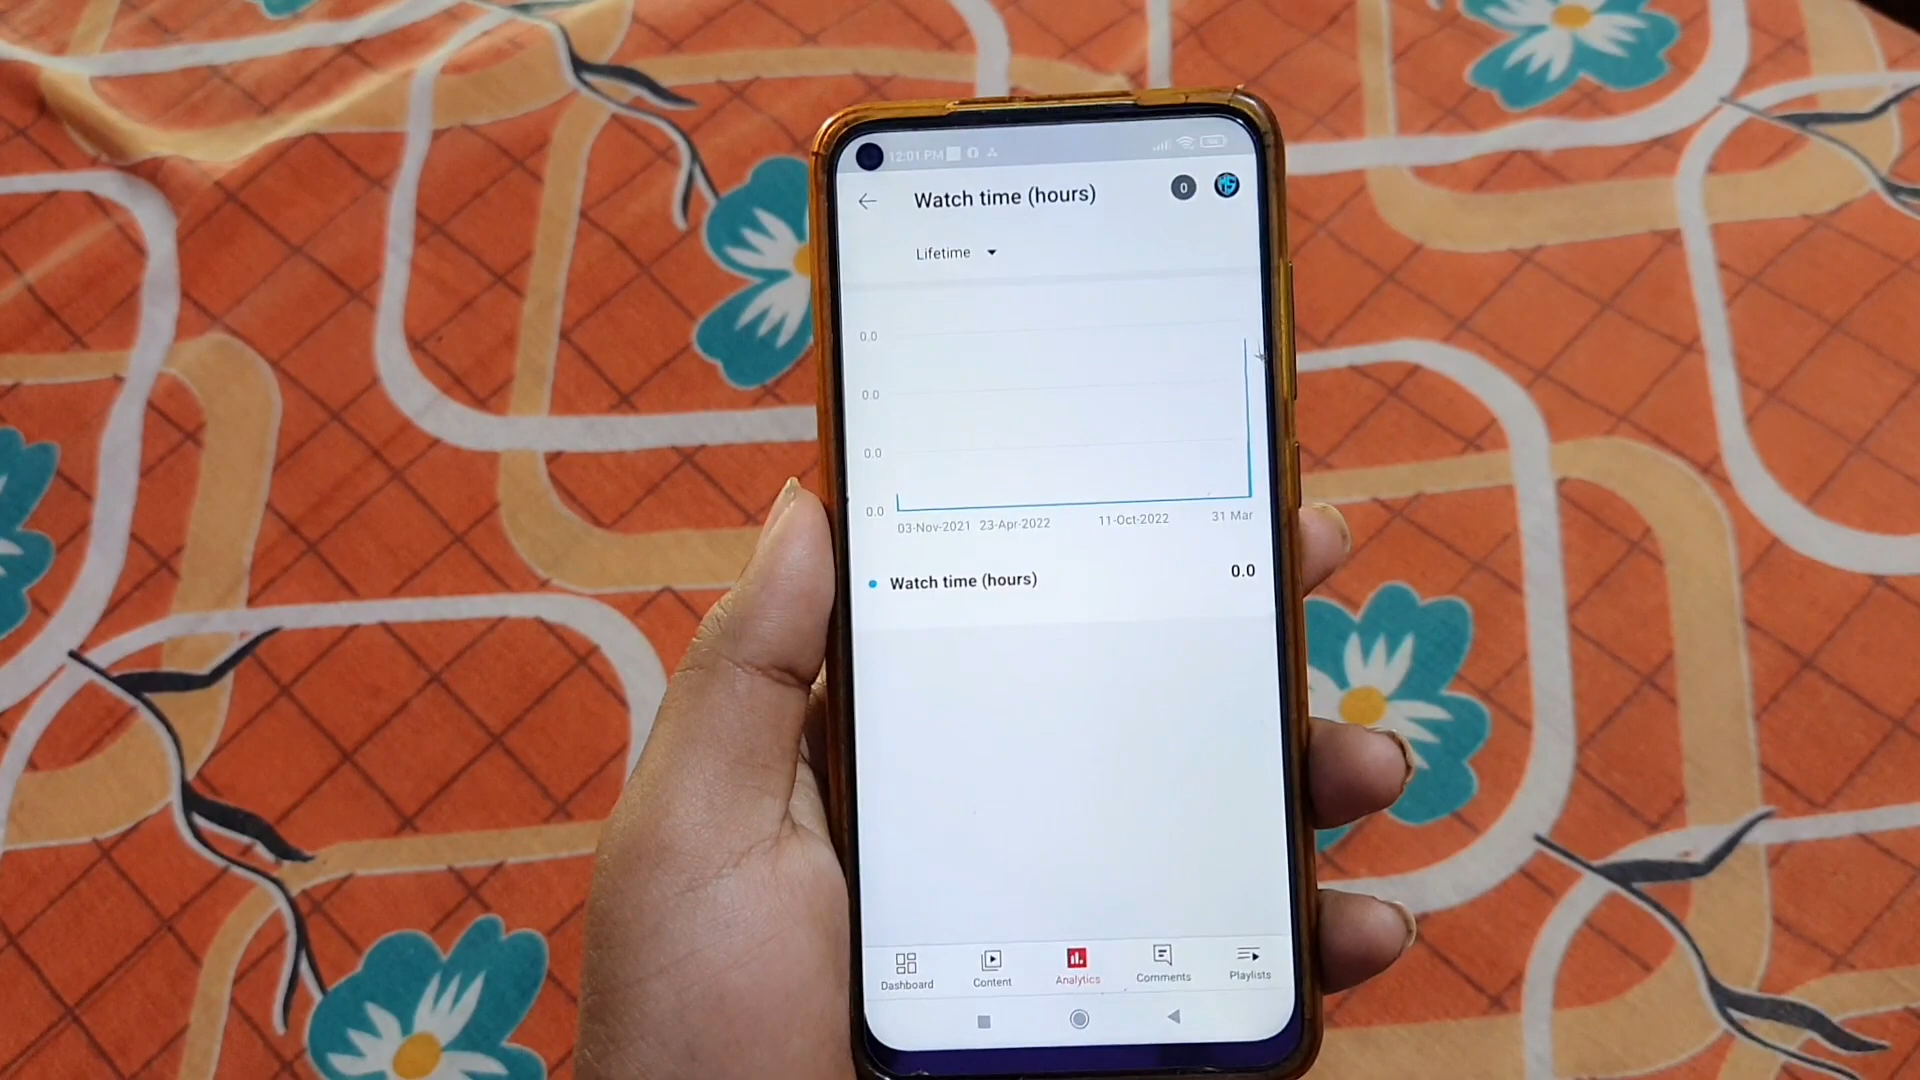 12:01 PM
Watch time (hours)
0
Lifetime
0.0
0.0
0.0
0.0
03-Nov-2021 23-Apr-2022 11-Oct-2022 31 Mar
Watch time (hours) 0.0
Dashboard Content Analytics Comments Playlists